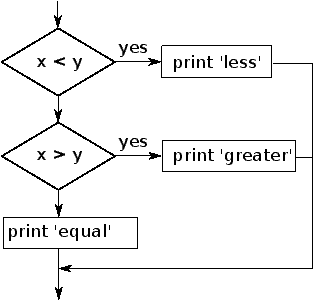 yes
x < y
print 'less'
yes
x > y
print 'greater'
print 'equal'